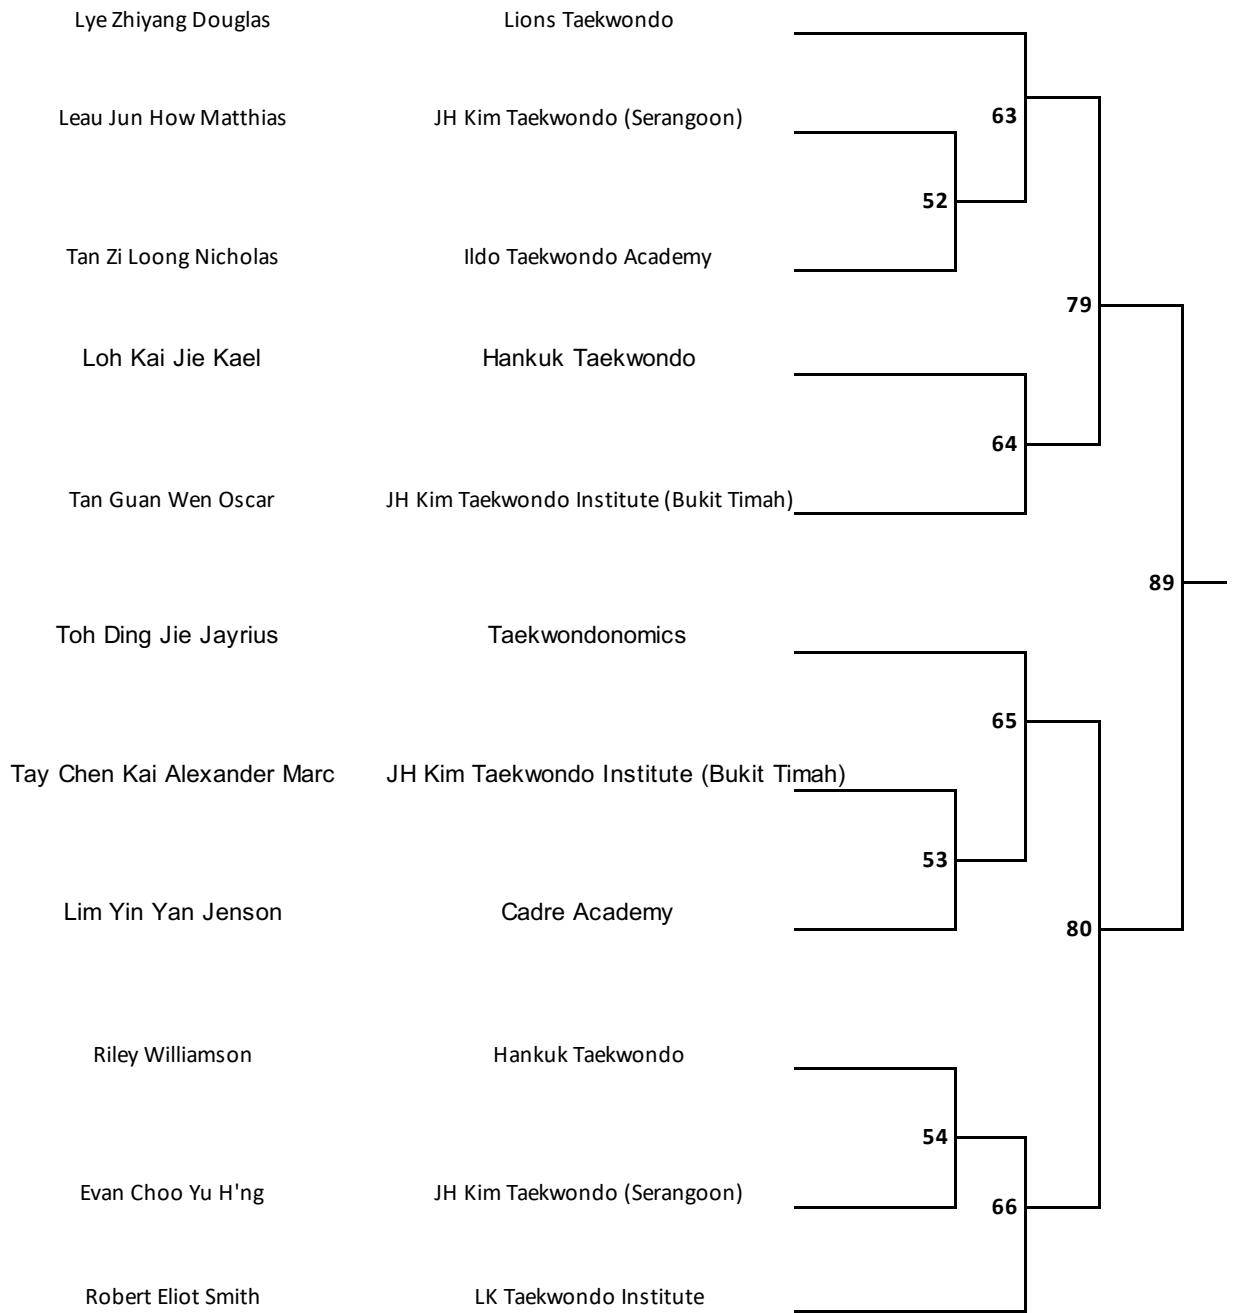 Lye Zhiyang Douglas Lions Taekwondo
63
Leau Jun How Matthias JH Kim Taekwondo (Serangoon)
52
Tan Zi Loong Nicholas Ildo Taekwondo Academy
79
Loh Kai Jie Kael Hankuk Taekwondo
64
Tan Guan Wen Oscar JH Kim Taekwondo Institute (Bukit Timah)
89
Toh Ding Jie Jayrius Taekwondonomics
65
Tay Chen Kai Alexander Marc JH Kim Taekwondo Institute (Bukit Timah)
53
Lim Yin Yan Jenson Cadre Academy
80
Riley Williamson Hankuk Taekwondo
54
Evan Choo Yu H'ng JH Kim Taekwondo (Serangoon)
66
Robert Eliot Smith LK Taekwondo Institute